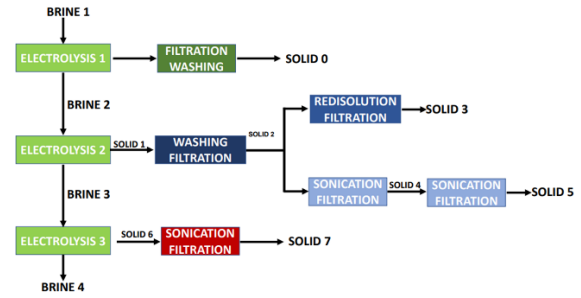 BRINE 1
ELECTROLYSIS 1
FILTRATION
WASHING
SOLID 0
BRINE 2
REDISOLUTION
FILTRATION
SOLID 3
ELECTROLYSIS 2
SOLID 1
WASHING
FILTRATION
SOLID 2
BRINE 3
SONICATION
FILTRATION
SOLID 4
SONICATION
FILTRATION
SOLID 5
ELECTROLYSIS 3
SOLID 6
SONICATION
FILTRATION
SOLID 7
BRINE 4